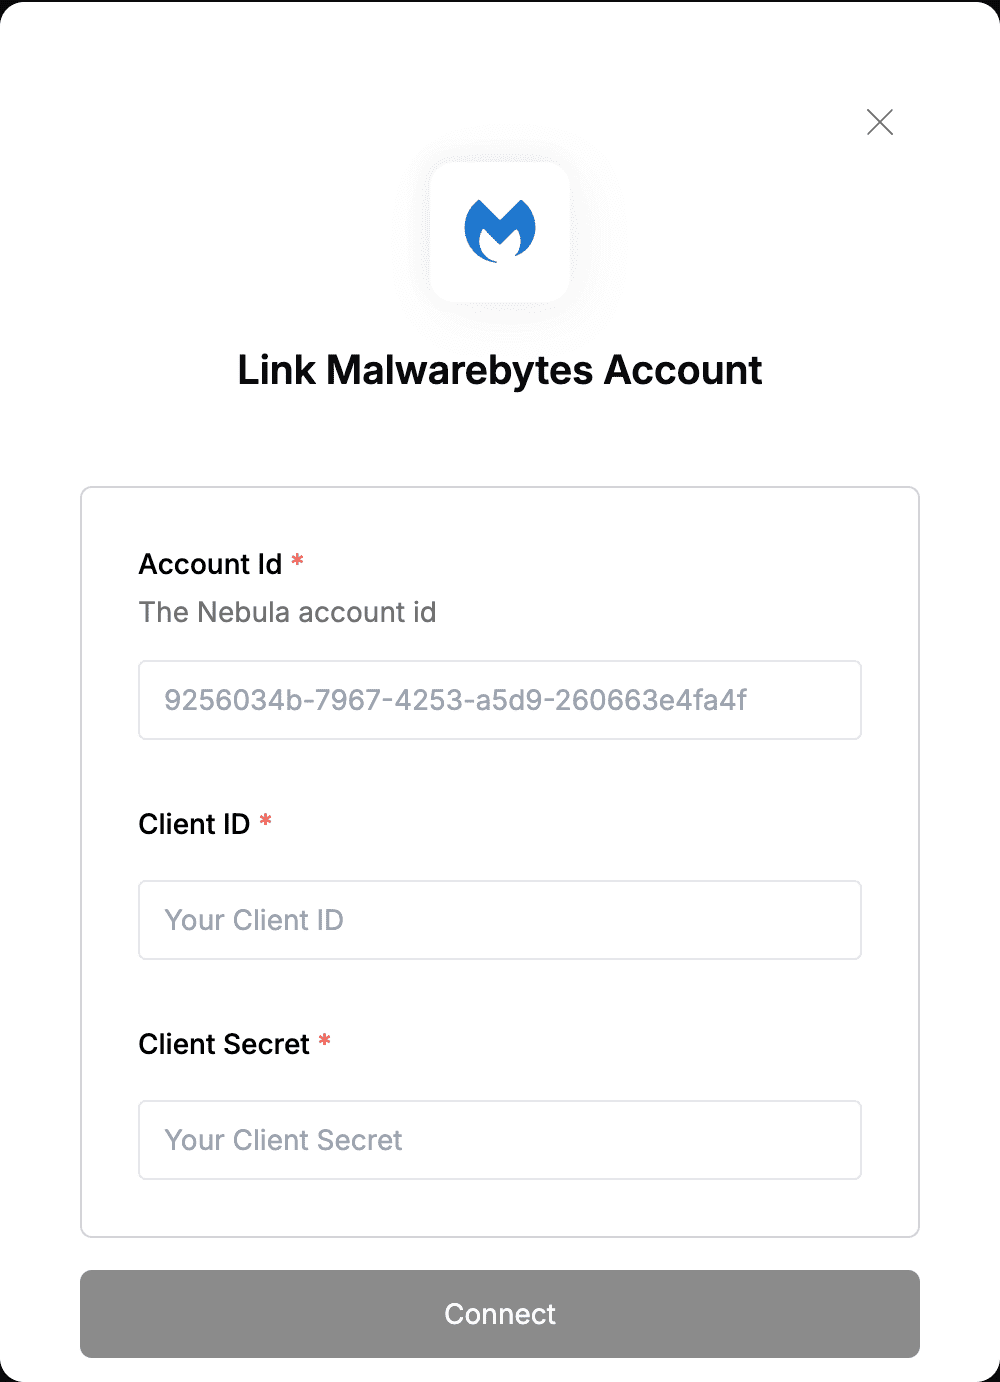 Link Malwarebytes Account
Account Id *
The Nebula account id
9256034b-7967-4253-a5d9-260663e4fa4f
Client ID *
Your Client ID
Client Secret *
Your Client Secret
Connect